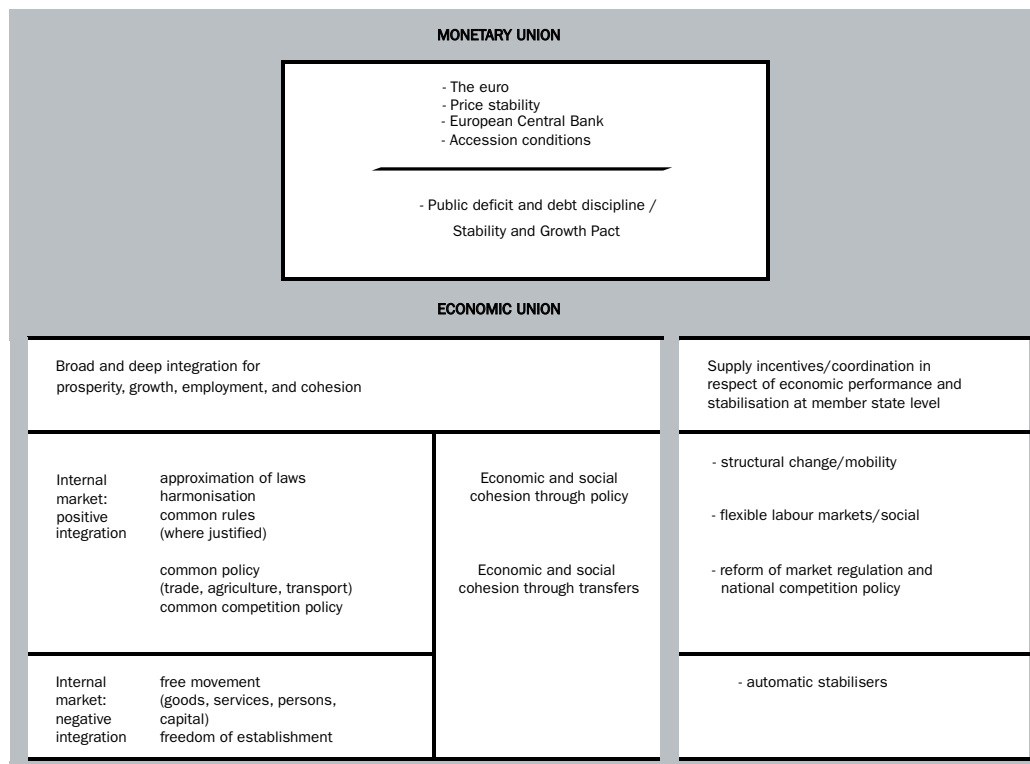 MONETARY UNION
- The euro
- Price stability
- European Central Bank
- Accession conditions
- Public deficit and debt discipline /
Stability and Growth Pact
ECONOMIC UNION
Broad and deep integration for
prosperity, growth, employment, and cohesion
Internal
market:
positive
integration
approximation of laws
harmonisation
common rules
(where justified)
common policy
(trade, agriculture, transport)
common competition policy
Economic and social
cohesion through policy
Economic and social
cohesion through transfers
Internal
market:
negative
integration
free movement
(goods, services, persons,
capital)
freedom of establishment
Supply incentives/coordination in
respect of economic performance and
stabilisation at member state level
- structural change/mobility
- flexible labour markets/social
- reform of market regulation and
national competition policy
- automatic stabilisers